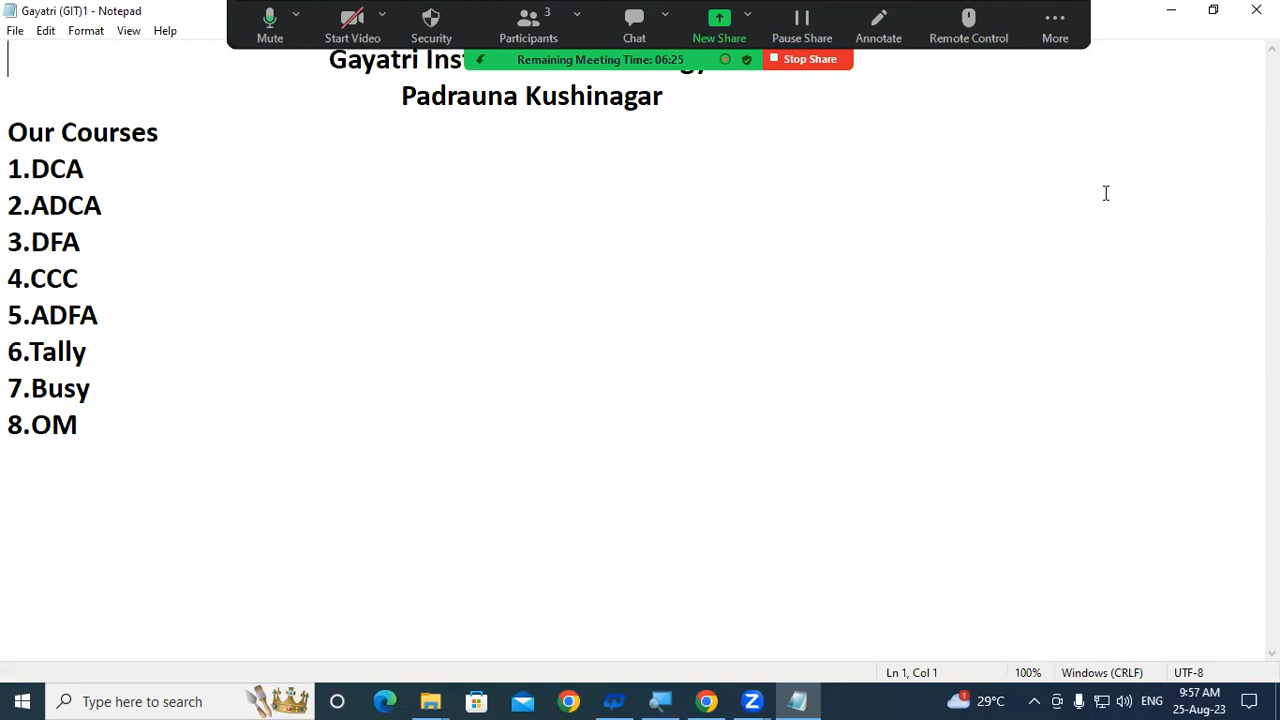 Gayatri (GIT)1 - Notepad
File Edit Format View Help
Mute
Start Video
Security
3
Participants
Chat
New Share
Pause Share
Annotate
Remote Control
More
Remaining Meeting Time: 06:25
Stop Share
Gayatri
Padrauna Kushinagar
Our Courses
1.DCA
2.ADCA
3.DFA
4.CCC
5.ADFA
6.Tally
7.Busy
8.OM
Ln 1, Col 1
100%
Windows (CRLF)
UTF-8
Type here to search
1
29°C
ENG
9:57 AM
25-Aug-23